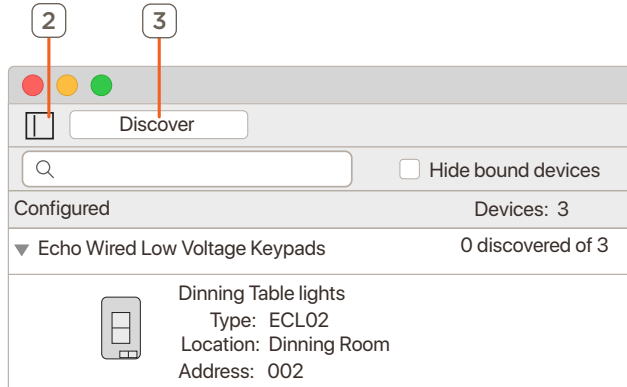 2 3
Discover
Hide bound devices
Configured Devices: 3
Echo Wired Low Voltage Keypads 0 discovered of 3
Dinning Table lights
Type: ECL02
Location: Dinning Room
Address: 002